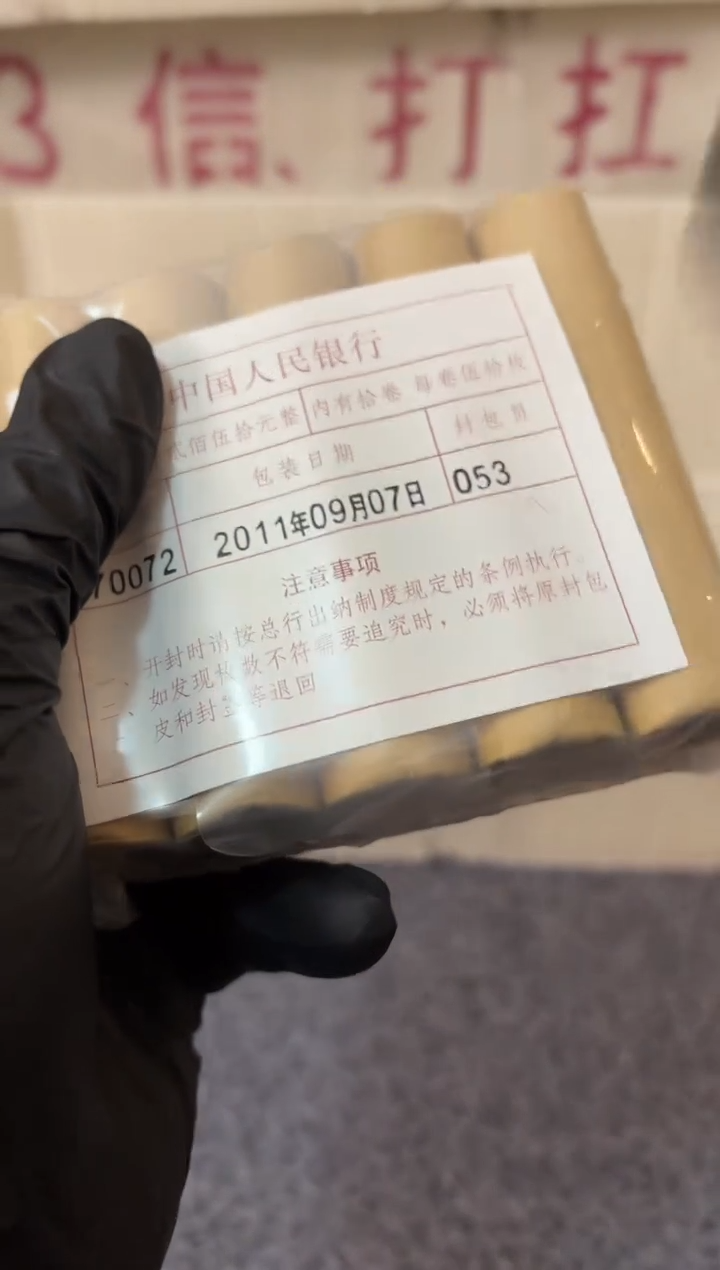 3信、打扛
中国人民银行
贰佰伍拾元整 内有拾卷 每卷伍拾枚
包装日期 封包员
70072 2011年09月07日 053
注意事项
一、开封时请按总行出纳制度规定的条例执行
二、如发现枚数不符需要追究时，必须将原封包
皮和封签等退回